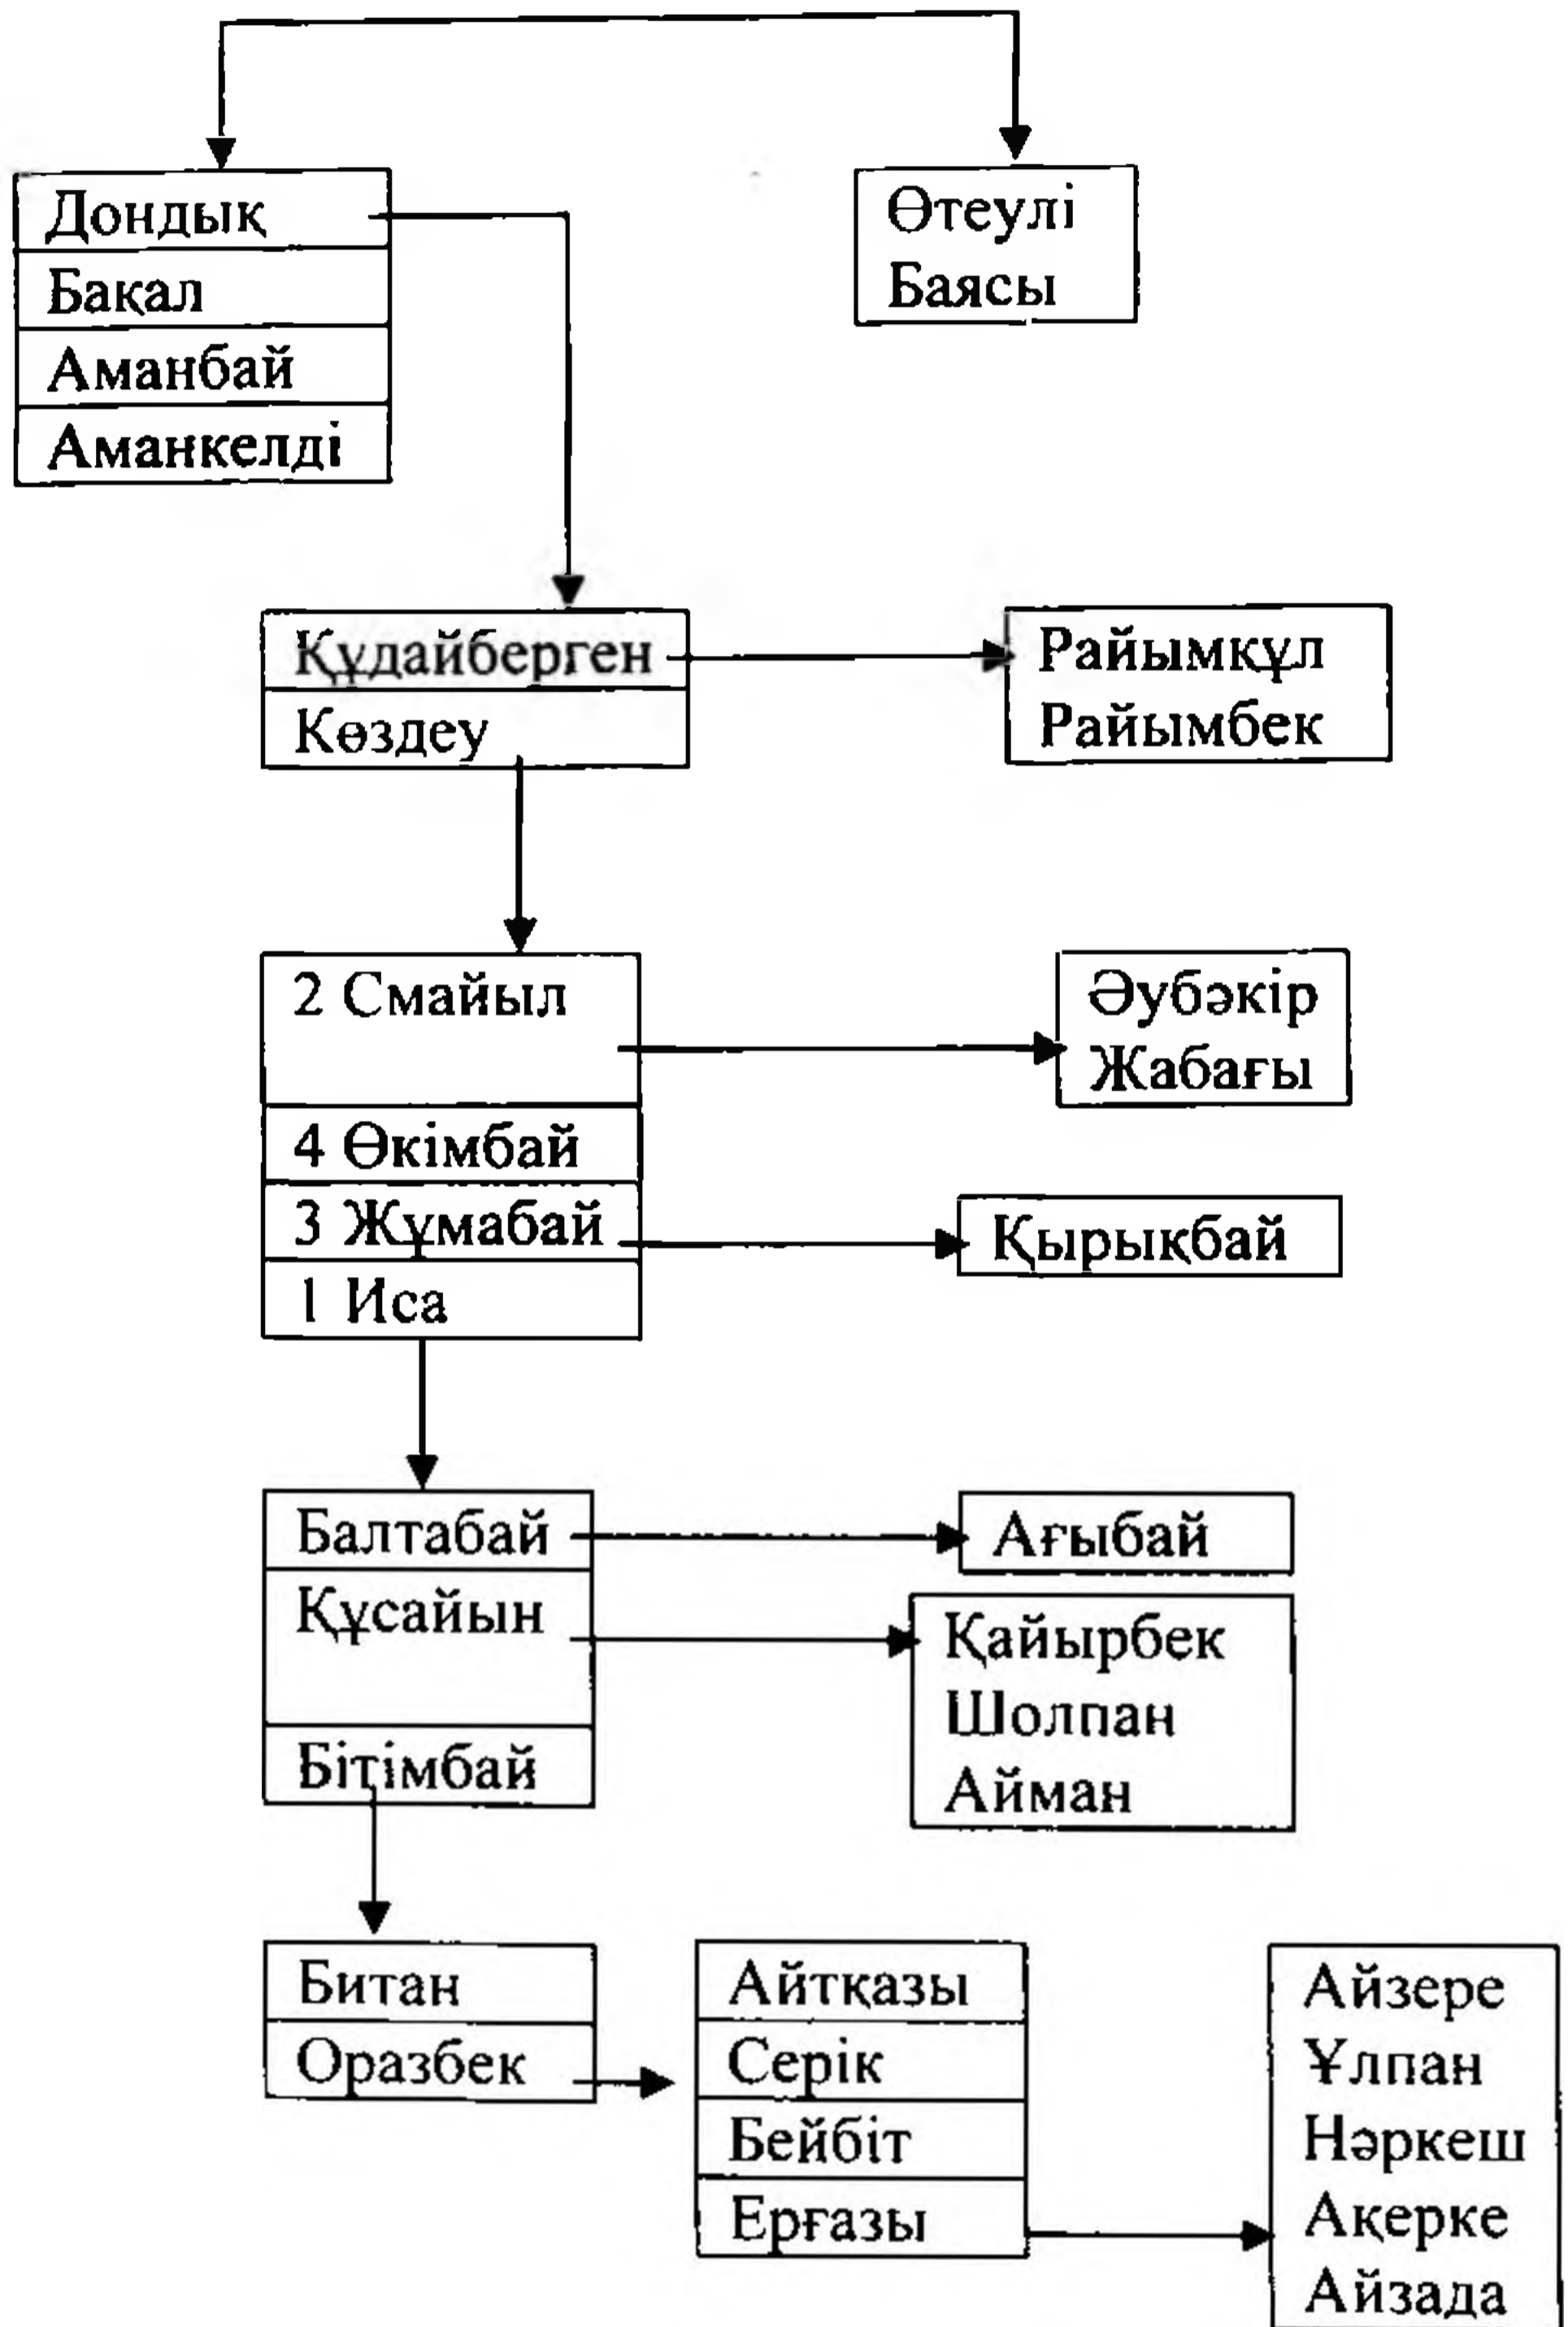 Дондық
Бақал
Аманбай
Аманкелді
Өтеулі
Баясы
Құдайберген
Көздеу
Райымқұл
Райымбек
2 Смайыл
4 Өкімбай
3 Жұмабай
1 Иса
Әубәкір
Жабағы
Қырықбай
Балтабай
Құсайын
Бітімбай
Ағыбай
Қайырбек
Шолпан
Айман
Битан
Оразбек
Айтқазы
Серік
Бейбіт
Ерғазы
Айзере
Ұлпан
Нәркеш
Ақерке
Айзада